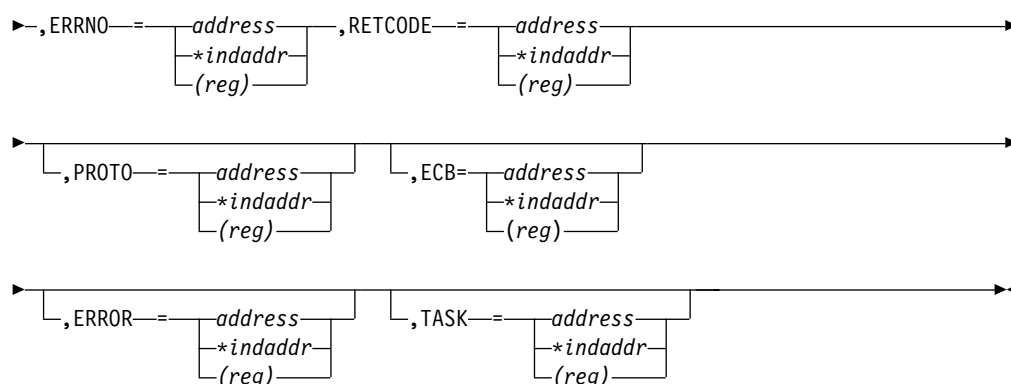 ,ERRNO = address ,RETCODE = address
*indaddr *indaddr
(reg) (reg)
,PROTO = address ,ECB= address
*indaddr *indaddr
(reg) (reg)
,ERROR = address ,TASK = address
*indaddr *indaddr
(reg) (reg)